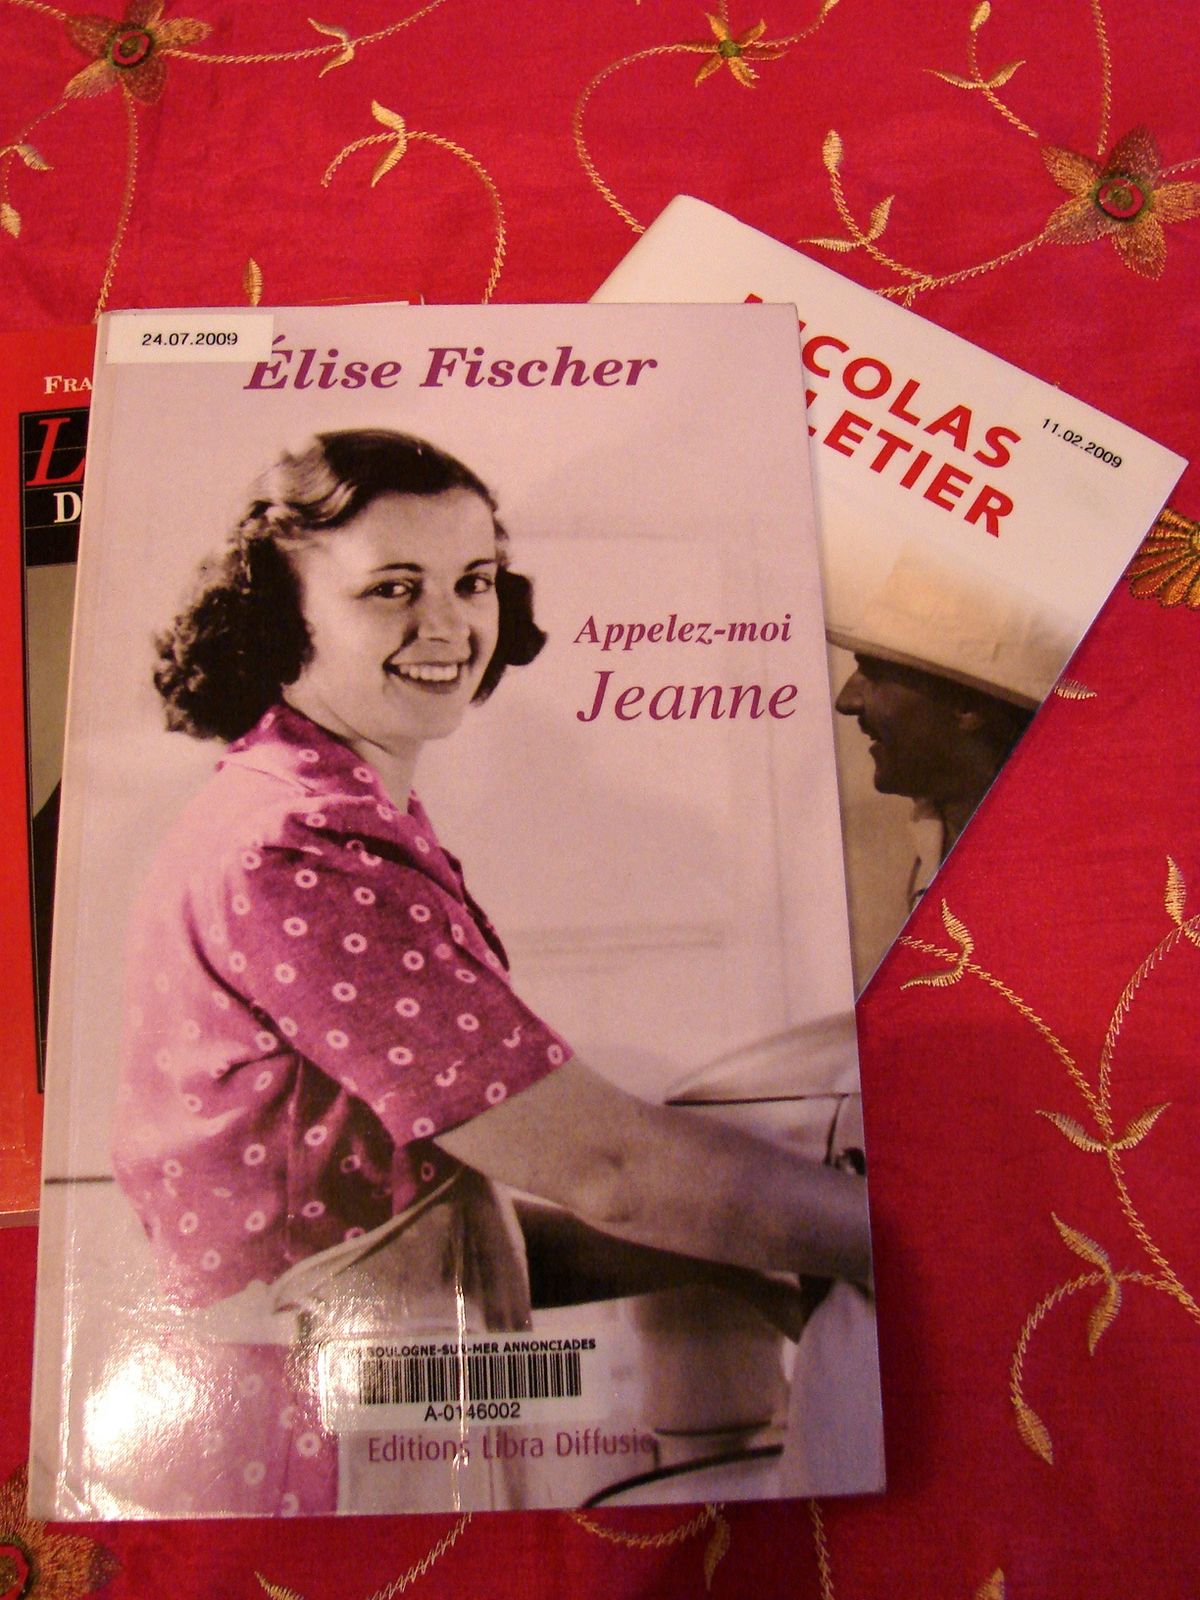 24.07.2009
Élise Fischer
Appelez-moi
Jeanne
BOULOGNE-SUR-MER ANNONCIADES
A-0146002
Editions Libra Diffusio
COLAS
LETIER
11.02.2009
FRA
L
D